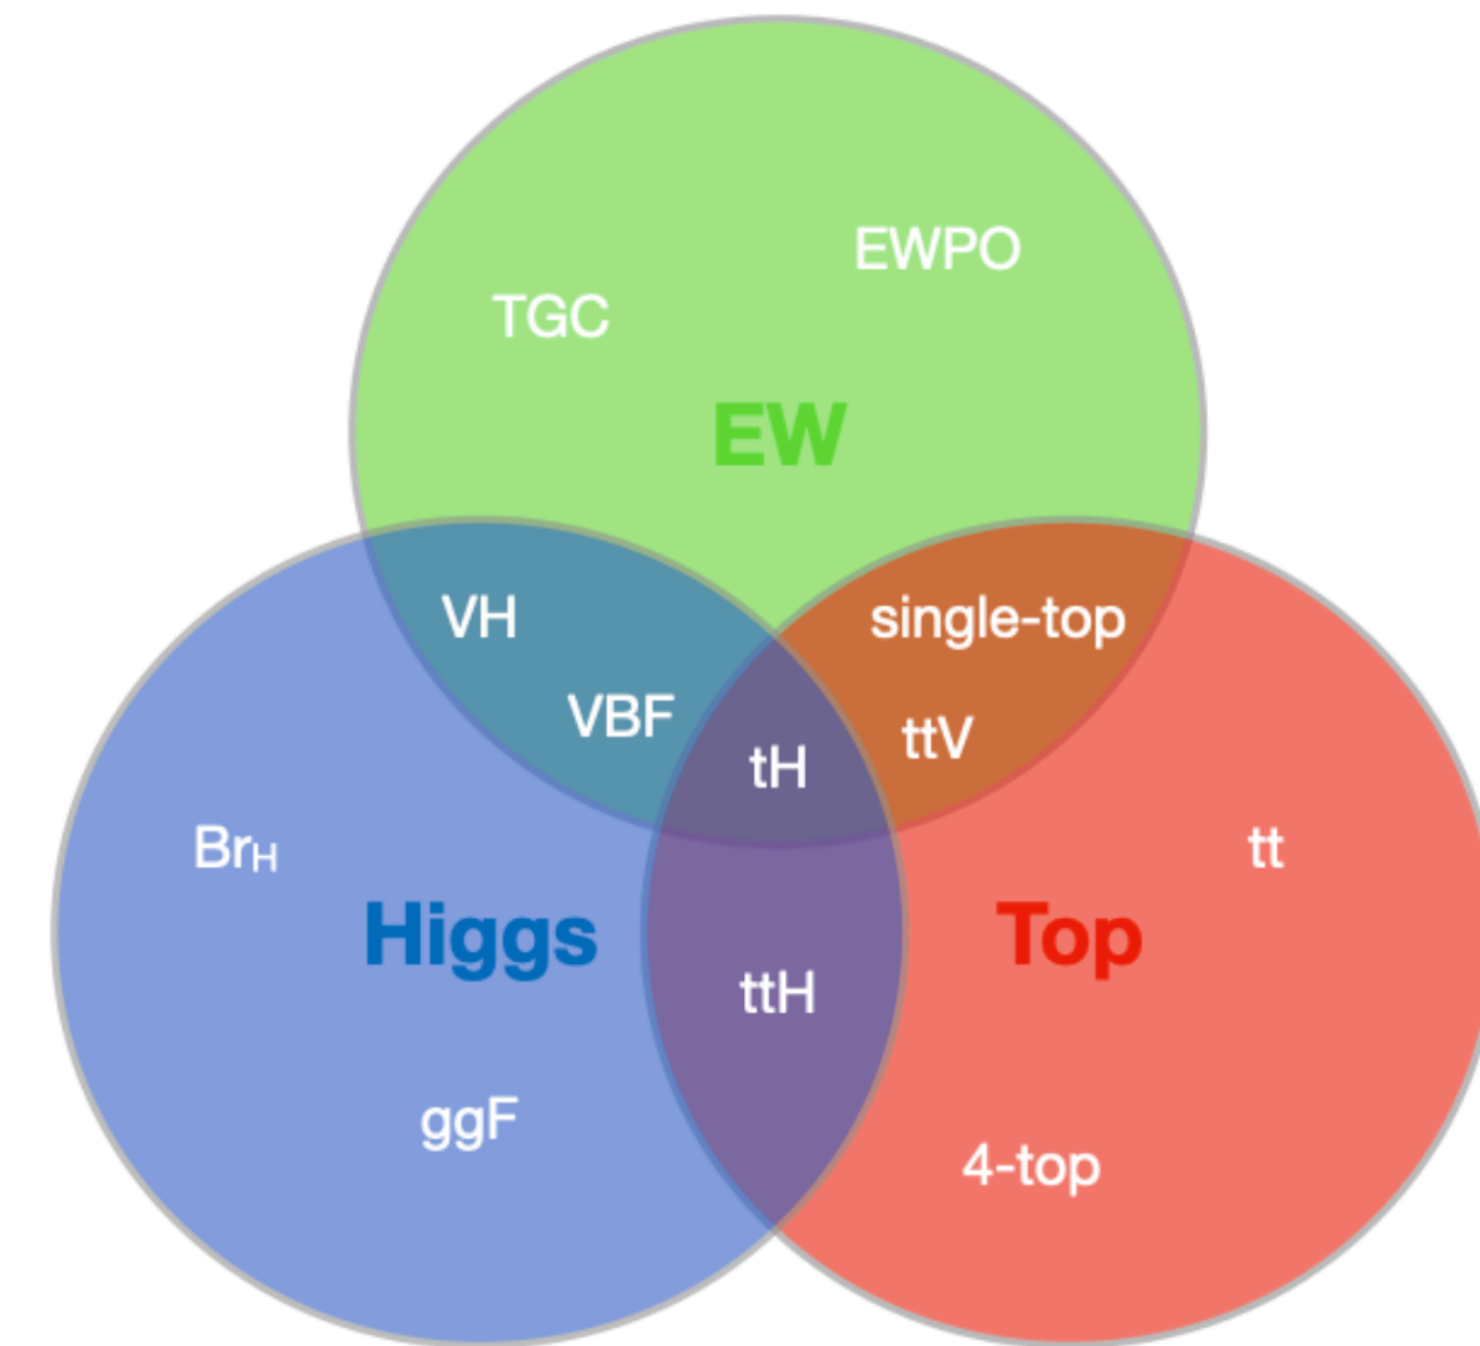 EWPO
TGC
EW
VH
single-top
VBF
ttV
tH
BrH
tt
Higgs
Top
ttH
ggF
4-top